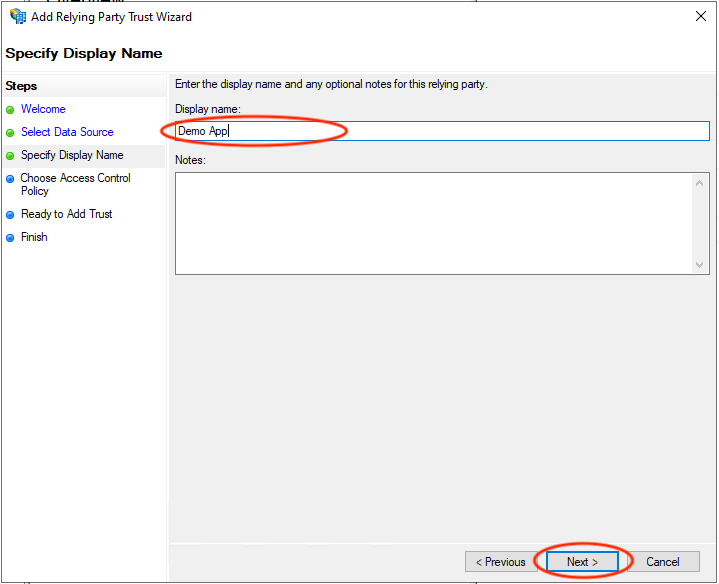 Add Relying Party Trust Wizard
Specify Display Name
Steps
Welcome
Select Data Source
Specify Display Name
Choose Access Control
Policy
Ready to Add Trust
Finish
Enter the display name and any optional notes for this relying party.
Display name:
Demo App
Notes:
< Previous
Next >
Cancel